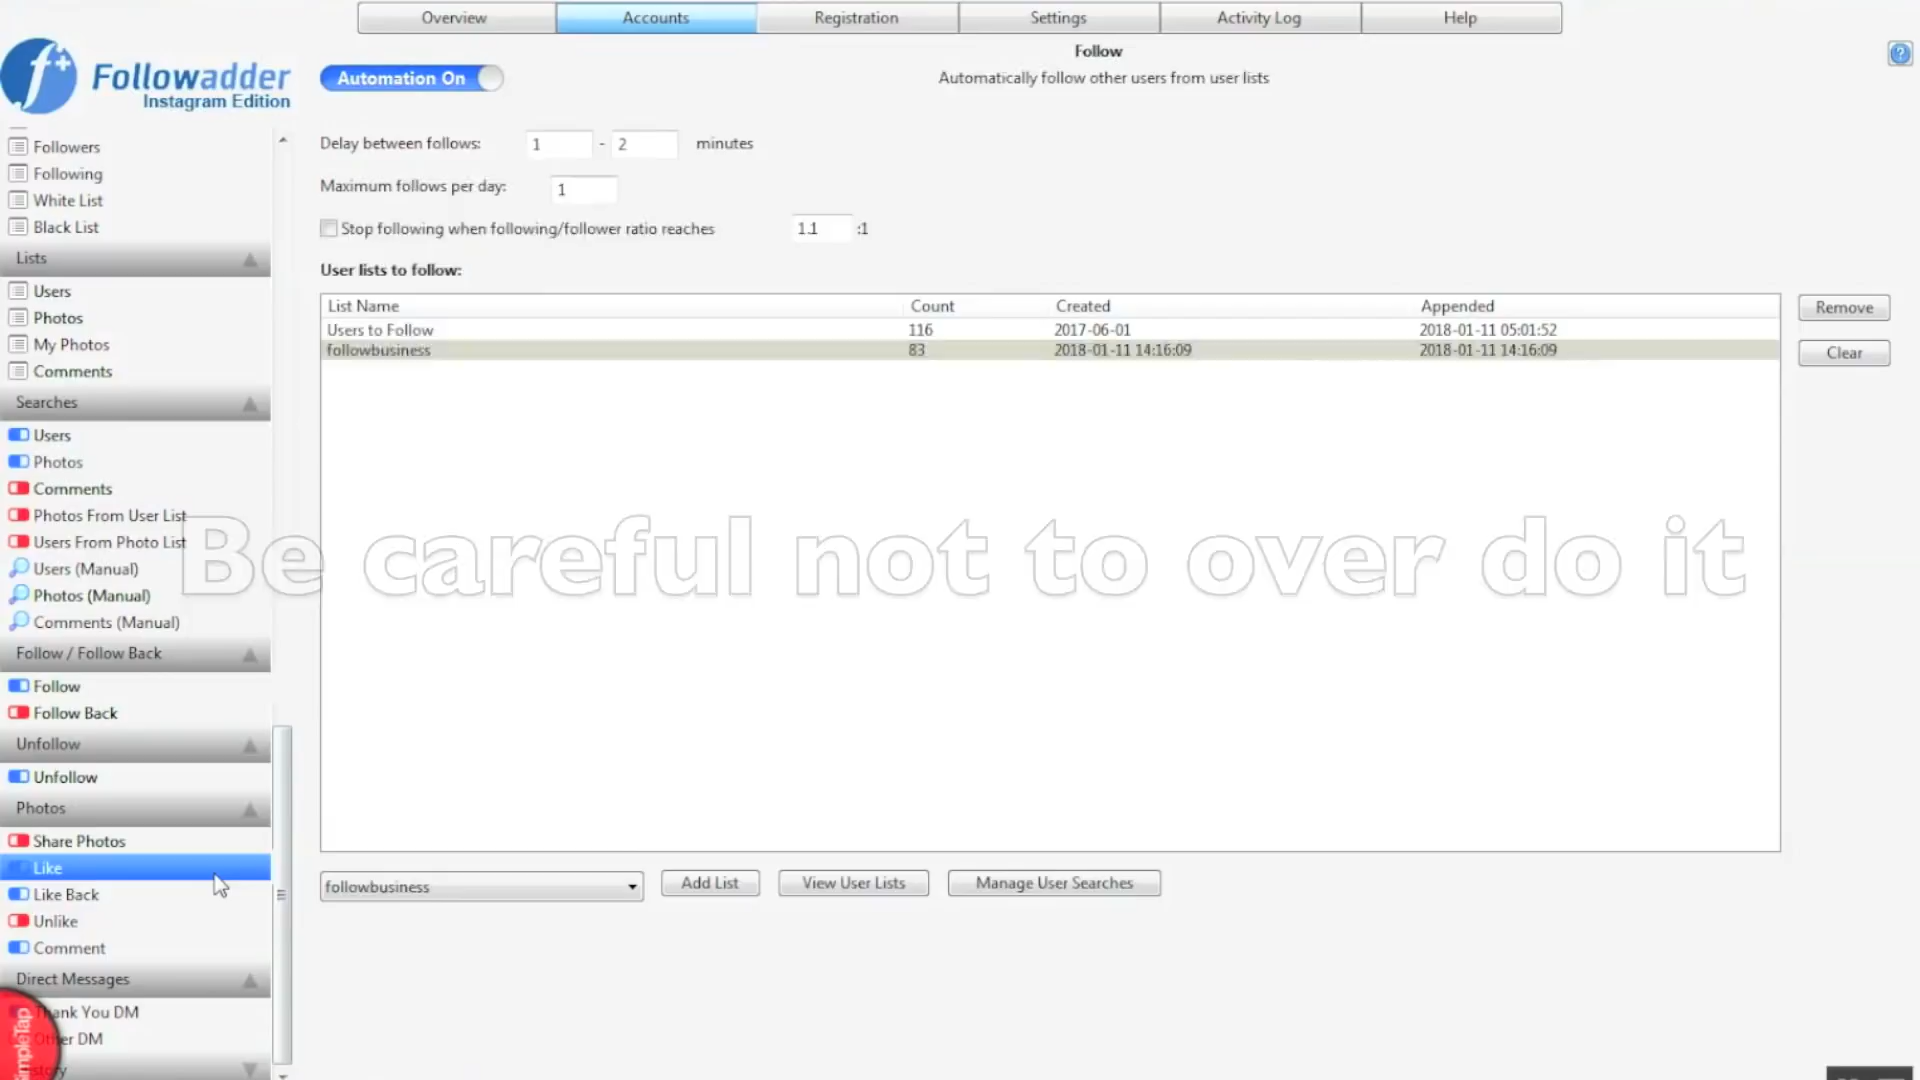 Overview
Accounts
Registration
Settings
Activity Log
Help
Follow
Automatically follow other users from user lists
Followadder
Instagram Edition
Automation On
Delay between follows: 1 - 2 minutes
Maximum follows per day: 1
Stop following when following/follower ratio reaches 1.1 :1
User lists to follow:
List Name Count Created Appended
Users to Follow 116 2017-06-01 2018-01-11 05:01:52
followbusiness 83 2018-01-11 14:16:09 2018-01-11 14:16:09
Remove
Clear
Followers
Following
White List
Black List
Lists
Users
Photos
My Photos
Comments
Searches
Users
Photos
Comments
Photos From User List
Users From Photo List
Users (Manual)
Photos (Manual)
Comments (Manual)
Follow / Follow Back
Follow
Follow Back
Unfollow
Unfollow
Photos
Share Photos
Like
Like Back
Unlike
Comment
Direct Messages
Thank You DM
Other DM
Be careful not to over do it
followbusiness
Add List
View User Lists
Manage User Searches